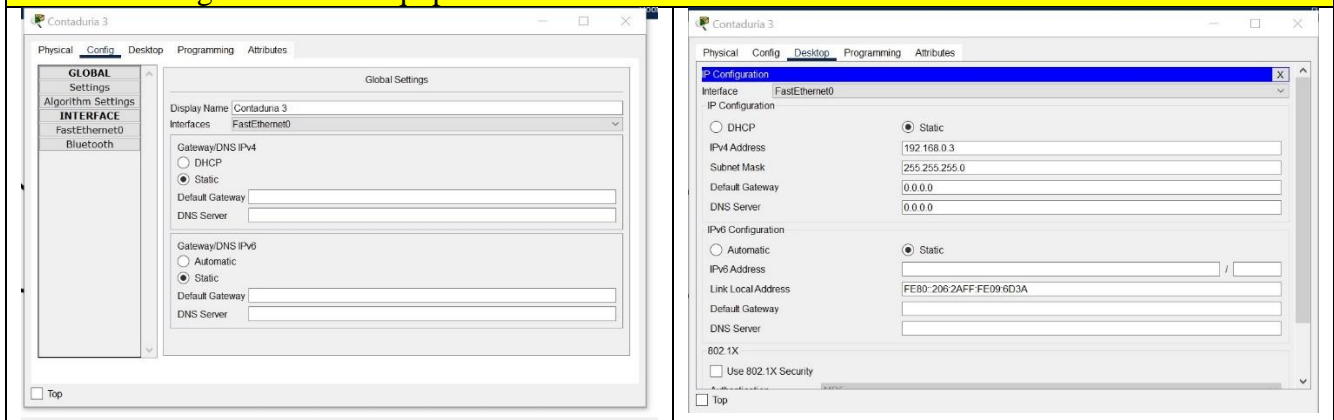 Contaduria 3
Physical Config Desktop Programming Attributes
GLOBAL
Settings
Algorithm Settings
INTERFACE
FastEthernet0
Bluetooth
Global Settings
Display Name Contaduria 3
Interfaces FastEthernet0
Gateway/DNS IPv4
DHCP
Static
Default Gateway
DNS Server
Gateway/DNS IPv6
Automatic
Static
Default Gateway
DNS Server
Top
Contaduria 3
Physical Config Desktop Programming Attributes
IP Configuration X
Interface FastEthernet0
IP Configuration
DHCP Static
IPv4 Address 192.168.0.3
Subnet Mask 255.255.255.0
Default Gateway 0.0.0.0
DNS Server 0.0.0.0
IPv6 Configuration
Automatic Static
IPv6 Address /
Link Local Address FE80::206:2AFF:FE09:6D3A
Default Gateway
DNS Server
802.1X
Use 802.1X Security
Top